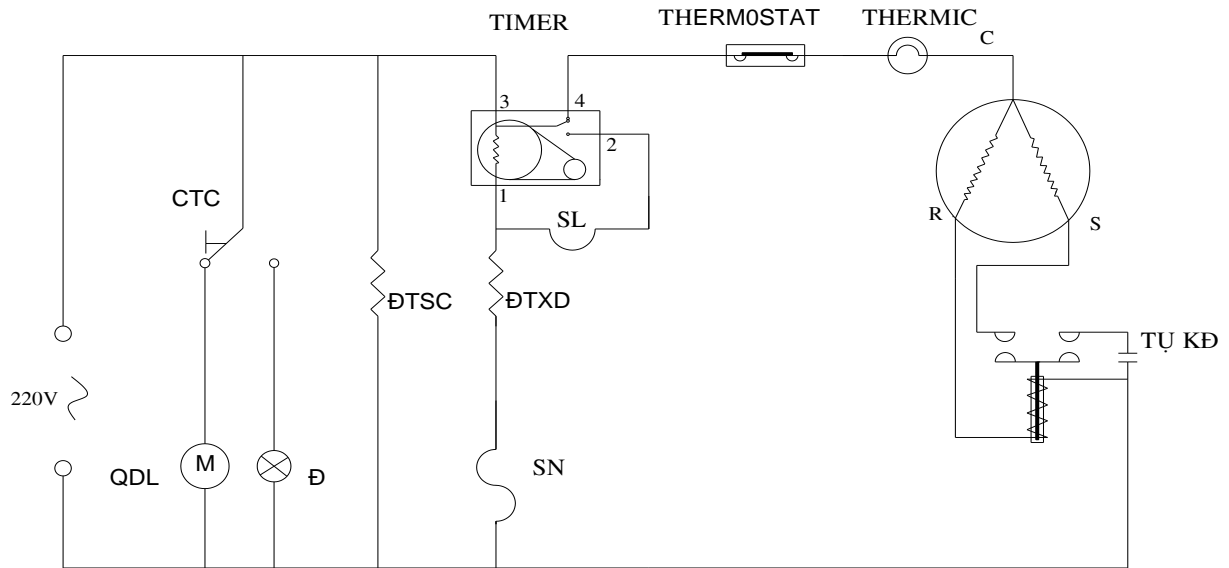 TIMER
THERM0STAT
THERMIC
C
3
4
2
1
CTC
SL
R
S
ĐTSC
ĐTXD
TỤ KĐ
220V
QDL
M
Đ
SN